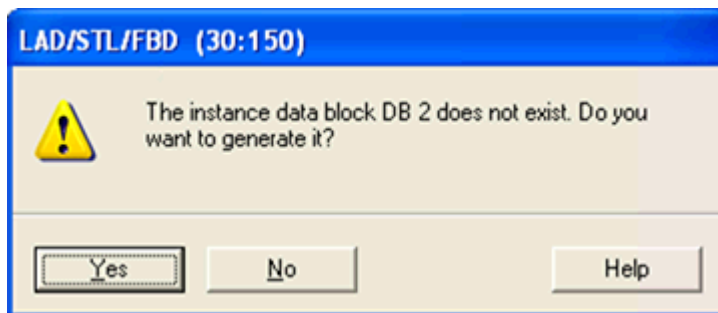 LAD/STL/FBD (30:150)
The instance data block DB 2 does not exist. Do you
want to generate it?
Yes
No
Help